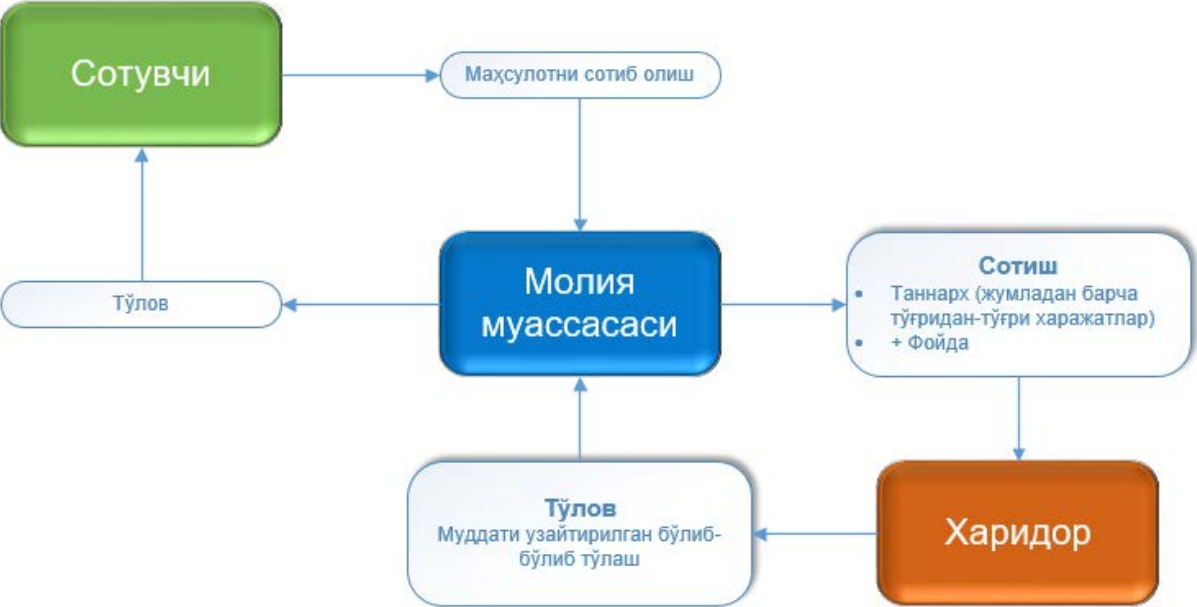 Сотувчи
Маҳсулотни сотиб олиш
Тўлов
Молия
муассасаси
Сотиш
• Таннарх (жумладан барча
тўғридан-тўғри харажатлар)
• + Фойда
Тўлов
Муддати узайтирилган бўлиб-
бўлиб тўлаш
Харидор